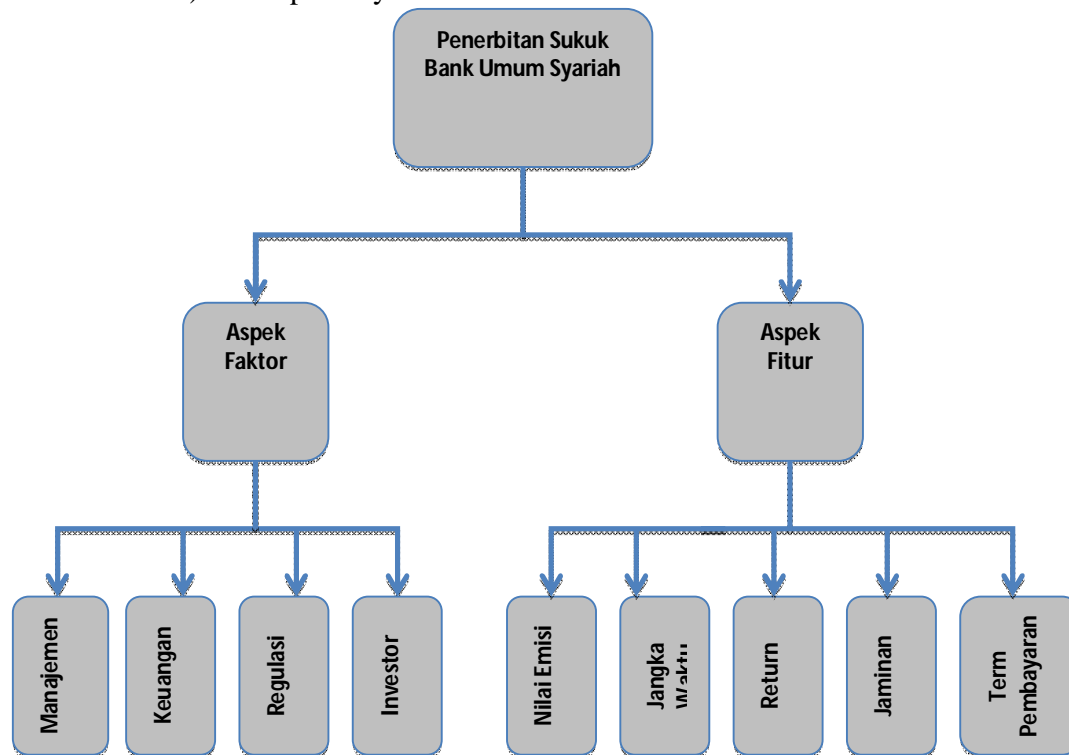 Penerbitan Sukuk
Bank Umum Syariah
Aspek
Faktor
Aspek
Fitur
Manajemen
Keuangan
Regulasi
Investor
Nilai Emisi
Jangka
Waktu
Return
Jaminan
Term
Pembayaran